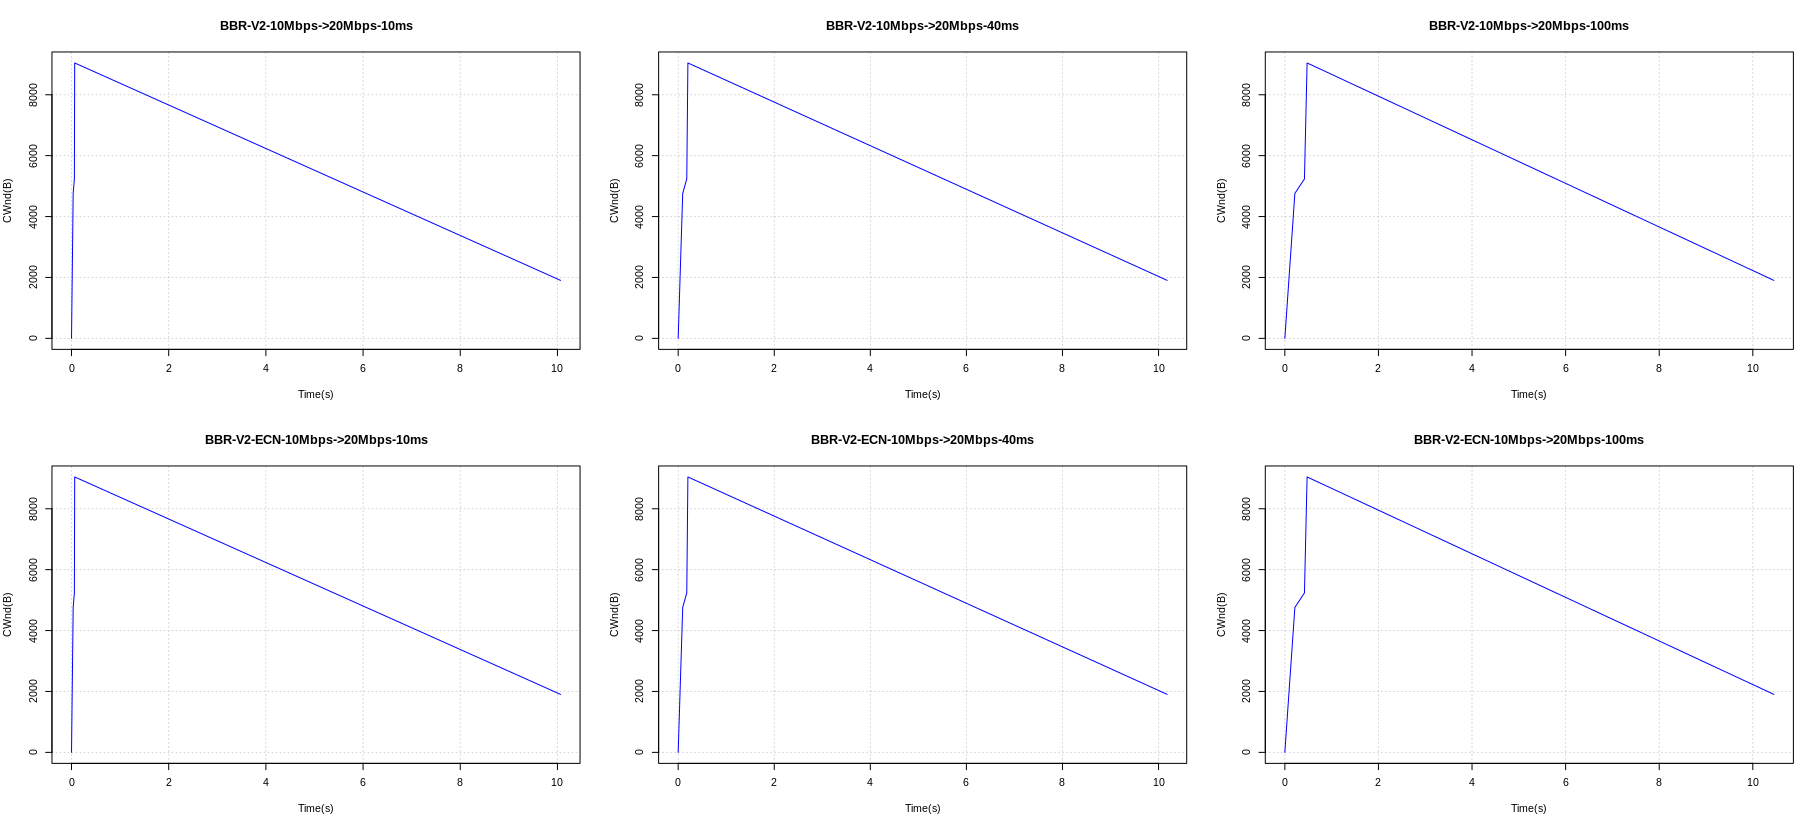 BBR-V2-10Mbps->20Mbps-10ms
CWnd(B)
8000
6000
4000
2000
0
0 2 4 6 8 10
Time(s)
BBR-V2-10Mbps->20Mbps-40ms
CWnd(B)
8000
6000
4000
2000
0
0 2 4 6 8 10
Time(s)
BBR-V2-10Mbps->20Mbps-100ms
CWnd(B)
8000
6000
4000
2000
0
0 2 4 6 8 10
Time(s)
BBR-V2-ECN-10Mbps->20Mbps-10ms
CWnd(B)
8000
6000
4000
2000
0
0 2 4 6 8 10
Time(s)
BBR-V2-ECN-10Mbps->20Mbps-40ms
CWnd(B)
8000
6000
4000
2000
0
0 2 4 6 8 10
Time(s)
BBR-V2-ECN-10Mbps->20Mbps-100ms
CWnd(B)
8000
6000
4000
2000
0
0 2 4 6 8 10
Time(s)